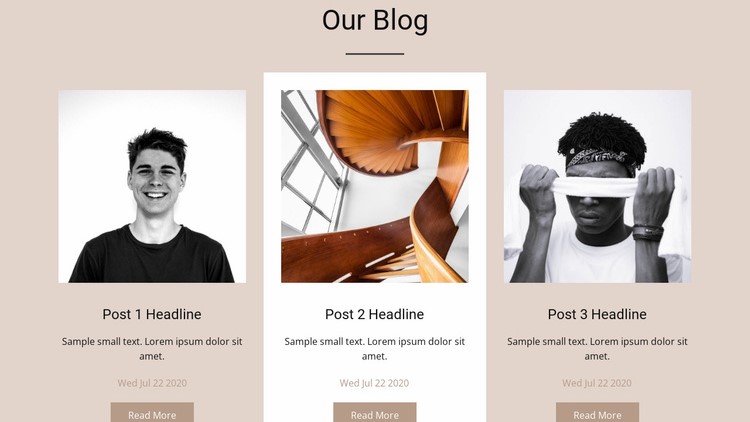 Our Blog
Post 1 Headline
Sample small text. Lorem ipsum dolor sit
amet.
Wed Jul 22 2020
Read More
Post 2 Headline
Sample small text. Lorem ipsum dolor sit
amet.
Wed Jul 22 2020
Read More
Post 3 Headline
Sample small text. Lorem ipsum dolor sit
amet.
Wed Jul 22 2020
Read More